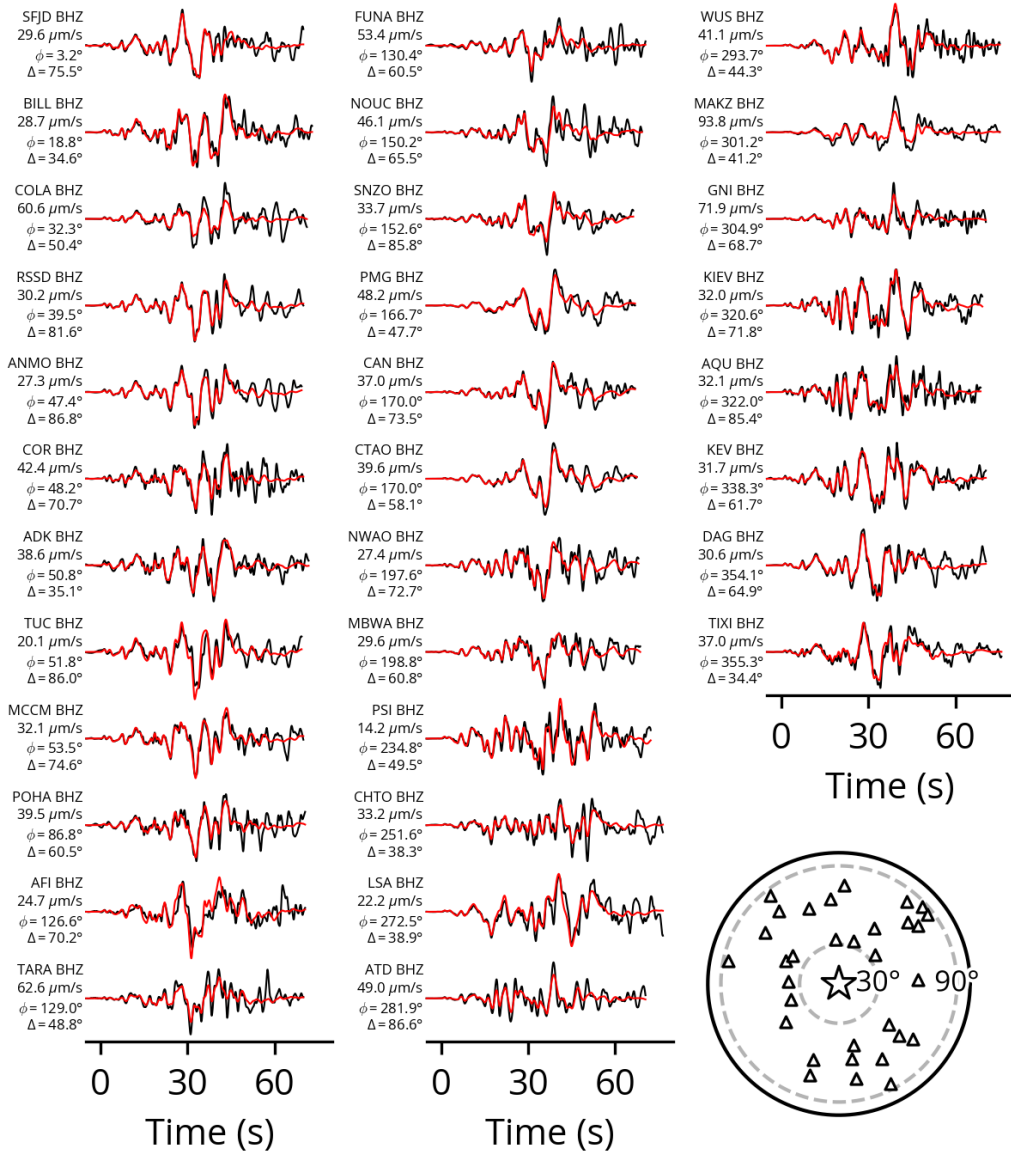 SFJD BHZ
29.6 μm/s
ϕ = 3.2°
Δ = 75.5°
BILL BHZ
28.7 μm/s
ϕ = 18.8°
Δ = 34.6°
COLA BHZ
60.6 μm/s
ϕ = 32.3°
Δ = 50.4°
RSSD BHZ
30.2 μm/s
ϕ = 39.5°
Δ = 81.6°
ANMO BHZ
27.3 μm/s
ϕ = 47.4°
Δ = 86.8°
COR BHZ
42.4 μm/s
ϕ = 48.2°
Δ = 70.7°
ADK BHZ
38.6 μm/s
ϕ = 50.8°
Δ = 35.1°
TUC BHZ
20.1 μm/s
ϕ = 51.8°
Δ = 86.0°
MCCM BHZ
32.1 μm/s
ϕ = 53.5°
Δ = 74.6°
POHA BHZ
39.5 μm/s
ϕ = 86.8°
Δ = 60.5°
AFI BHZ
24.7 μm/s
ϕ = 126.6°
Δ = 70.2°
TARA BHZ
62.6 μm/s
ϕ = 129.0°
Δ = 48.8°
0 30 60
Time (s)
FUNA BHZ
53.4 μm/s
ϕ = 130.4°
Δ = 60.5°
NOUC BHZ
46.1 μm/s
ϕ = 150.2°
Δ = 65.5°
SNZO BHZ
33.7 μm/s
ϕ = 152.6°
Δ = 85.8°
PMG BHZ
48.2 μm/s
ϕ = 166.7°
Δ = 47.7°
CAN BHZ
37.0 μm/s
ϕ = 170.0°
Δ = 73.5°
CTAO BHZ
39.6 μm/s
ϕ = 170.0°
Δ = 58.1°
NWAO BHZ
27.4 μm/s
ϕ = 197.6°
Δ = 72.7°
MBWA BHZ
29.6 μm/s
ϕ = 198.8°
Δ = 60.8°
PSI BHZ
14.2 μm/s
ϕ = 234.8°
Δ = 49.5°
CHTO BHZ
33.2 μm/s
ϕ = 251.6°
Δ = 38.3°
LSA BHZ
22.2 μm/s
ϕ = 272.5°
Δ = 38.9°
ATD BHZ
49.0 μm/s
ϕ = 281.9°
Δ = 86.6°
0 30 60
Time (s)
WUS BHZ
41.1 μm/s
ϕ = 293.7°
Δ = 44.3°
MAKZ BHZ
93.8 μm/s
ϕ = 301.2°
Δ = 41.2°
GNI BHZ
71.9 μm/s
ϕ = 304.9°
Δ = 68.7°
KIEV BHZ
32.0 μm/s
ϕ = 320.6°
Δ = 71.8°
AQU BHZ
32.1 μm/s
ϕ = 322.0°
Δ = 85.4°
KEV BHZ
31.7 μm/s
ϕ = 338.3°
Δ = 61.7°
DAG BHZ
30.6 μm/s
ϕ = 354.1°
Δ = 64.9°
TIXI BHZ
37.0 μm/s
ϕ = 355.3°
Δ = 34.4°
0 30 60
Time (s)
30° 90°